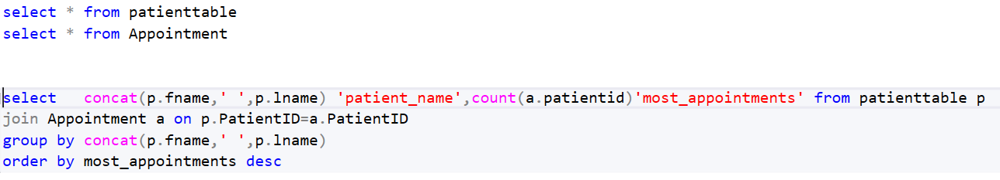 select * from patienttable
select * from Appointment
select   concat(p.fname,' ',p.lname) 'patient_name',count(a.patientid)'most_appointments' from patienttable p
join Appointment a on p.PatientID=a.PatientID
group by concat(p.fname,' ',p.lname)
order by most_appointments desc